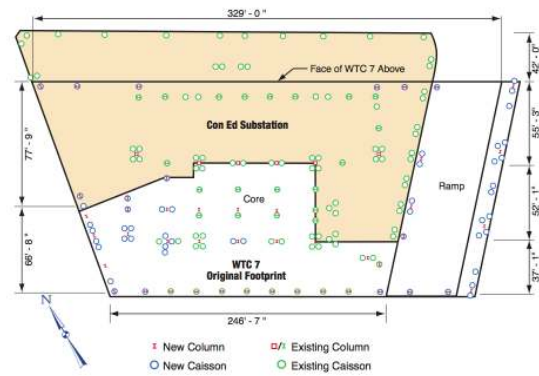 329' - 0"
42' - 0"
Face of WTC 7 Above
55' - 3"
77' - 9"
Con Ed Substation
Ramp
Core
52' - 1"
66' - 8"
WTC 7
Original Footprint
37' - 1"
N
246' - 7"
New Column
Existing Column
New Caisson
Existing Caisson